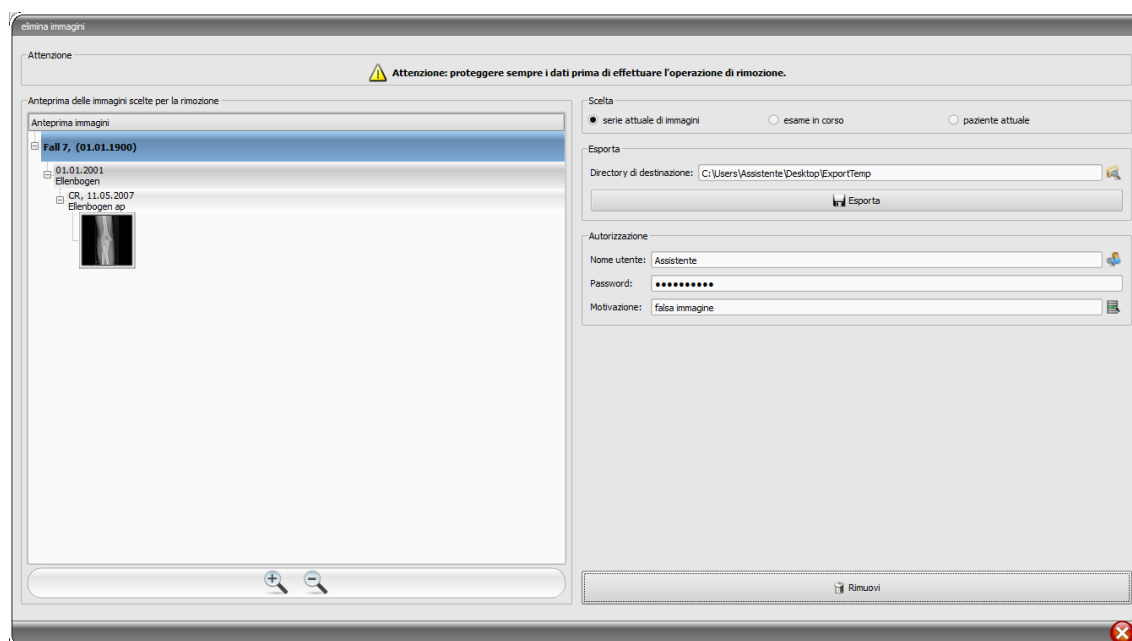 elimina immagini
Attenzione
Attenzione: proteggere sempre i dati prima di effettuare l'operazione di rimozione.
Anteprima delle immagini scelte per la rimozione
Anteprima immagini
Fall 7, (01.01.1900)
01.01.2001
Ellenbogen
CR, 11.05.2007
Ellenbogen ap
Scelta
serie attuale di immagini
esame in corso
paziente attuale
Esporta
Directory di destinazione: C:\Users\Assistente\Desktop\ExportTemp
Esporta
Autorizzazione
Nome utente: Assistente
Password: ●●●●●●●●●●
Motivazione: falsa immagine
Rimuovi